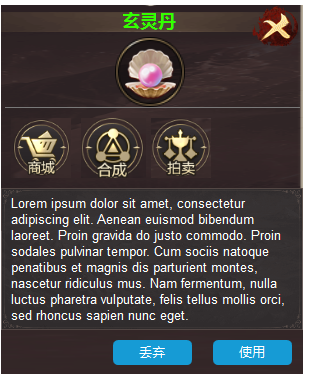 玄灵丹
商城 合成 拍卖
Lorem ipsum dolor sit amet, consectetur
adipiscing elit. Aenean euismod bibendum
laoreet. Proin gravida do justo commodo. Proin
sodales pulvinar tempor. Cum sociis natoque
penatibus et magnis dis parturient montes,
nascetur ridiculus mus. Nam fermentum, nulla
luctus pharetra vulputate, felis tellus mollis orci,
sed rhoncus sapien nunc eget.
丢弃 使用